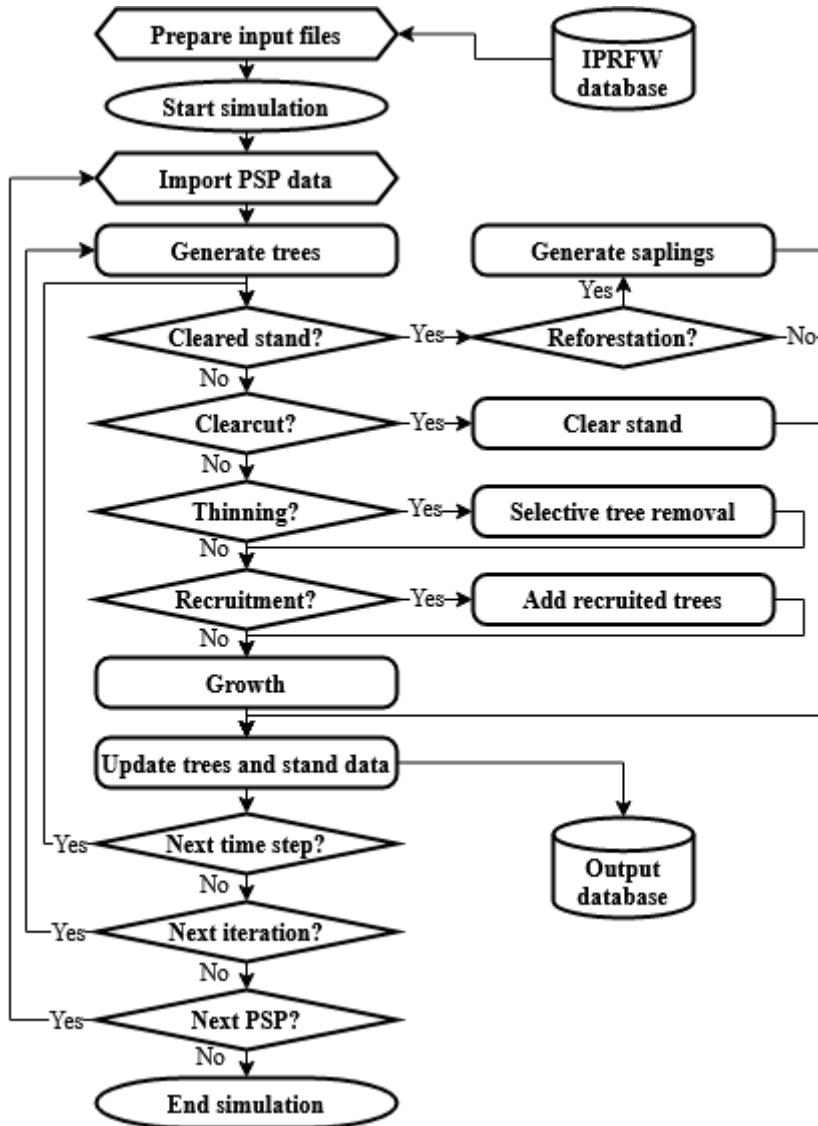 Prepare input files
IPRFW
database
Start simulation
Import PSP data
Generate trees
Generate saplings
Yes
Cleared stand?
Yes
Reforestation?
No
No
Clearcut?
Yes
Clear stand
No
Thinning?
Yes
Selective tree removal
No
Recruitment?
Yes
Add recruited trees
No
Growth
Update trees and stand data
Yes
Next time step?
Output
database
No
Yes
Next iteration?
No
Yes
Next PSP?
No
End simulation